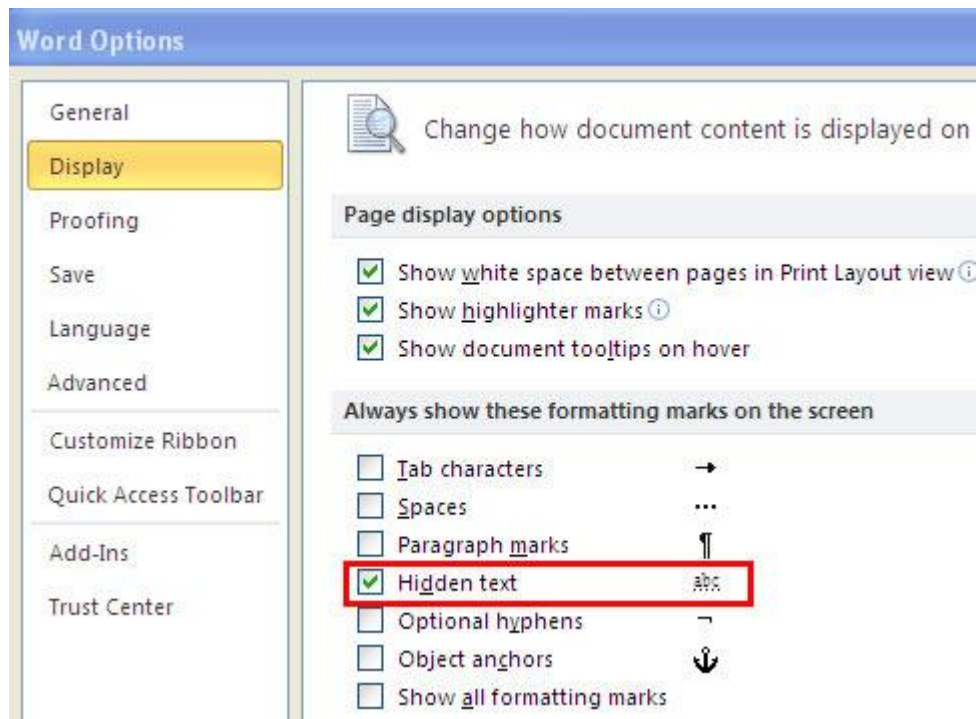 Word Options
General
Display
Proofing
Save
Language
Advanced
Customize Ribbon
Quick Access Toolbar
Add-Ins
Trust Center
Change how document content is displayed on
Page display options
Show white space between pages in Print Layout view
Show highlighter marks
Show document tooltips on hover
Always show these formatting marks on the screen
Tab characters →
Spaces ...
Paragraph marks ¶
Hidden text abc
Optional hyphens ¬
Object anchors
Show all formatting marks